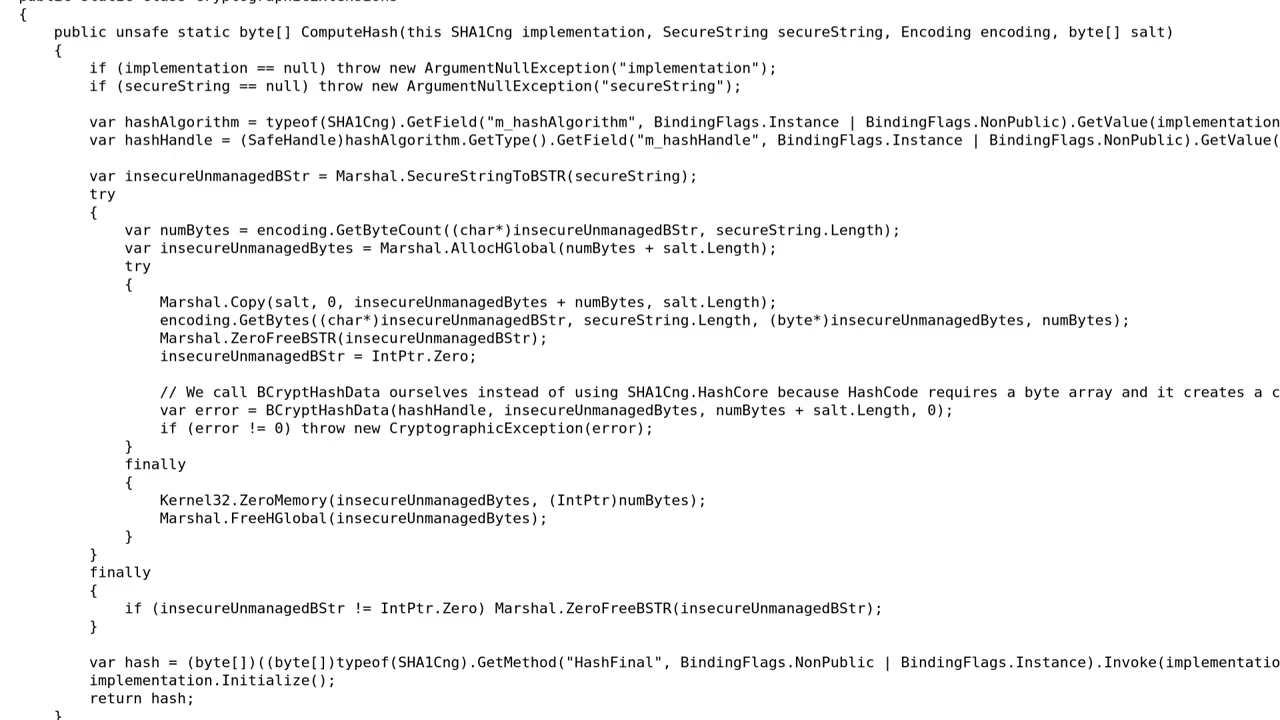 public static class CryptographicExtensions
{
public unsafe static byte[] ComputeHash(this SHA1Cng implementation, SecureString secureString, Encoding encoding, byte[] salt)
{
if (implementation == null) throw new ArgumentNullException("implementation");
if (secureString == null) throw new ArgumentNullException("secureString");
var hashAlgorithm = typeof(SHA1Cng).GetField("m_hashAlgorithm", BindingFlags.Instance | BindingFlags.NonPublic).GetValue(implementation
var hashHandle = (SafeHandle)hashAlgorithm.GetType().GetField("m_hashHandle", BindingFlags.Instance | BindingFlags.NonPublic).GetValue(
var insecureUnmanagedBStr = Marshal.SecureStringToBSTR(secureString);
try
{
var numBytes = encoding.GetByteCount((char*)insecureUnmanagedBStr, secureString.Length);
var insecureUnmanagedBytes = Marshal.AllocHGlobal(numBytes + salt.Length);
try
{
Marshal.Copy(salt, 0, insecureUnmanagedBytes + numBytes, salt.Length);
encoding.GetBytes((char*)insecureUnmanagedBStr, secureString.Length, (byte*)insecureUnmanagedBytes, numBytes);
Marshal.ZeroFreeBSTR(insecureUnmanagedBStr);
insecureUnmanagedBStr = IntPtr.Zero;
// We call BCryptHashData ourselves instead of using SHA1Cng.HashCore because HashCode requires a byte array and it creates a c
var error = BCryptHashData(hashHandle, insecureUnmanagedBytes, numBytes + salt.Length, 0);
if (error != 0) throw new CryptographicException(error);
}
finally
{
Kernel32.ZeroMemory(insecureUnmanagedBytes, (IntPtr)numBytes);
Marshal.FreeHGlobal(insecureUnmanagedBytes);
}
}
finally
{
if (insecureUnmanagedBStr != IntPtr.Zero) Marshal.ZeroFreeBSTR(insecureUnmanagedBStr);
}
var hash = (byte[])((byte[])typeof(SHA1Cng).GetMethod("HashFinal", BindingFlags.NonPublic | BindingFlags.Instance).Invoke(implementatio
implementation.Initialize();
return hash;
}